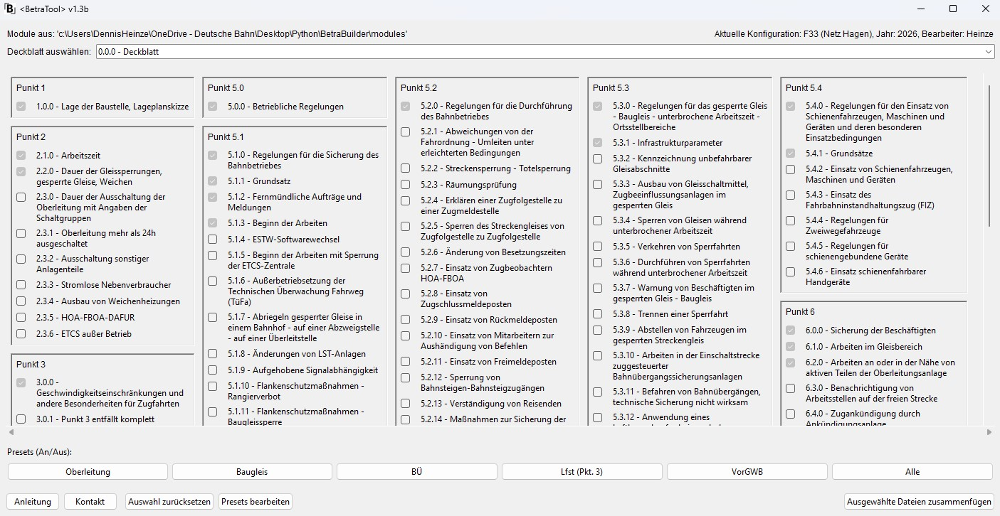 <BetraTool> v1.3b
Module aus: 'c:\Users\DennisHeinze\OneDrive - Deutsche Bahn\Desktop\Python\BetraBuilder\modules'
Aktuelle Konfiguration: F33 (Netz Hagen), Jahr: 2026, Bearbeiter: Heinze
Deckblatt auswählen: 0.0.0 - Deckblatt
Punkt 1
1.0.0 - Lage der Baustelle, Lageplanskizze
Punkt 2
2.1.0 - Arbeitszeit
2.2.0 - Dauer der Gleissperrungen,
gesperrte Gleise, Weichen
2.3.0 - Dauer der Ausschaltung der
Oberleitung mit Angaben der
Schaltgruppen
2.3.1 - Oberleitung mehr als 24h
ausgeschaltet
2.3.2 - Ausschaltung sonstiger
Anlagenteile
2.3.3 - Stromlose Nebenverbraucher
2.3.4 - Ausbau von Weichenheizungen
2.3.5 - HOA-FBOA-DAFUR
2.3.6 - ETCS außer Betrieb
Punkt 3
3.0.0 -
Geschwindigkeitseinschränkungen und
andere Besonderheiten für Zugfahrten
3.0.1 - Punkt 3 entfällt komplett
Punkt 5.0
5.0.0 - Betriebliche Regelungen
Punkt 5.1
5.1.0 - Regelungen für die Sicherung des
Bahnbetriebes
5.1.1 - Grundsatz
5.1.2 - Fernmündliche Aufträge und
Meldungen
5.1.3 - Beginn der Arbeiten
5.1.4 - ESTW-Softwarewechsel
5.1.5 - Beginn der Arbeiten mit Sperrung
der ETCS-Zentrale
5.1.6 - Außerbetriebsetzung der
Technischen Überwachung Fahrweg
(TüFa)
5.1.7 - Abriegeln gesperrter Gleise in
einem Bahnhof - auf einer Abzweigstelle
- auf einer Überleitstelle
5.1.8 - Änderungen von LST-Anlagen
5.1.9 - Aufgehobene Signalabhängigkeit
5.1.10 - Flankenschutzmaßnahmen -
Rangierverbot
5.1.11 - Flankenschutzmaßnahmen -
Baugleissperre
Punkt 5.2
5.2.0 - Regelungen für die Durchführung
des Bahnbetriebes
5.2.1 - Abweichungen von der
Fahrordnung - Umleiten unter
erleichterten Bedingungen
5.2.2 - Streckensperrung - Totelsperrung
5.2.3 - Räumungsprüfung
5.2.4 - Erklären einer Zugfolgestelle zu
einer Zugmeldestelle
5.2.5 - Sperren des Streckengleises von
Zugfolgestelle zu Zugfolgestelle
5.2.6 - Änderung von Besetzungszeiten
5.2.7 - Einsatz von Zugbeobachtern
HOA-FBOA
5.2.8 - Einsatz von
Zugschlussmeldeposten
5.2.9 - Einsatz von Rückmeldeposten
5.2.10 - Einsatz von Mitarbeitern zur
Aushändigung von Befehlen
5.2.11 - Einsatz von Freimeldeposten
5.2.12 - Sperrung von
Bahnsteigen-Bahnsteigzugängen
5.2.13 - Verständigung von Reisenden
5.2.14 - Maßnahmen zur Sicherung der
Punkt 5.3
5.3.0 - Regelungen für das gesperrte Gleis
- Baugleis - unterbrochene Arbeitszeit -
Ortsstellbereiche
5.3.1 - Infrastrukturparameter
5.3.2 - Kennzeichnung unbefahrbarer
Gleisabschnitte
5.3.3 - Ausbau von Gleisschaltmittel,
Zugbeeinflussungsanlagen im
gesperrten Gleis
5.3.4 - Sperren von Gleisen während
unterbrochener Arbeitszeit
5.3.5 - Verkehren von Sperrfahrten
5.3.6 - Durchführen von Sperrfahrten
während unterbrochener Arbeitszeit
5.3.7 - Warnung von Beschäftigten im
gesperrten Gleis - Baugleis
5.3.8 - Trennen einer Sperrfahrt
5.3.9 - Abstellen von Fahrzeugen im
gesperrten Streckengleis
5.3.10 - Arbeiten in der Einschaltstrecke
zuggesteuerter
Bahnübergangssicherungsanlagen
5.3.11 - Befahren von Bahnübergängen,
technische Sicherung nicht wirksam
5.3.12 - Anwendung eines
Punkt 5.4
5.4.0 - Regelungen für den Einsatz von
Schienenfahrzeugen, Maschinen und
Geräten und deren besonderen
Einsatzbedingungen
5.4.1 - Grundsätze
5.4.2 - Einsatz von Schienenfahrzeugen,
Maschinen und Geräten
5.4.3 - Einsatz des
Fahrbahninstandhaltungszug (FIZ)
5.4.4 - Regelungen für
Zweiwegefahrzeuge
5.4.5 - Regelungen für
schienengebundene Geräte
5.4.6 - Einsatz schienenfahrbarer
Handgeräte
Punkt 6
6.0.0 - Sicherung der Beschäftigten
6.1.0 - Arbeiten im Gleisbereich
6.2.0 - Arbeiten an oder in der Nähe von
aktiven Teilen der Oberleitungsanlage
6.3.0 - Benachrichtigung von
Arbeitsstellen auf der freien Strecke
6.4.0 - Zugankündigung durch
Ankündigungsanlage
Presets (An/Aus):
Oberleitung
Baugleis
BÜ
Lfst (Pkt. 3)
VorGWB
Alle
Anleitung
Kontakt
Auswahl zurücksetzen
Presets bearbeiten
Ausgewählte Dateien zusammenfügen